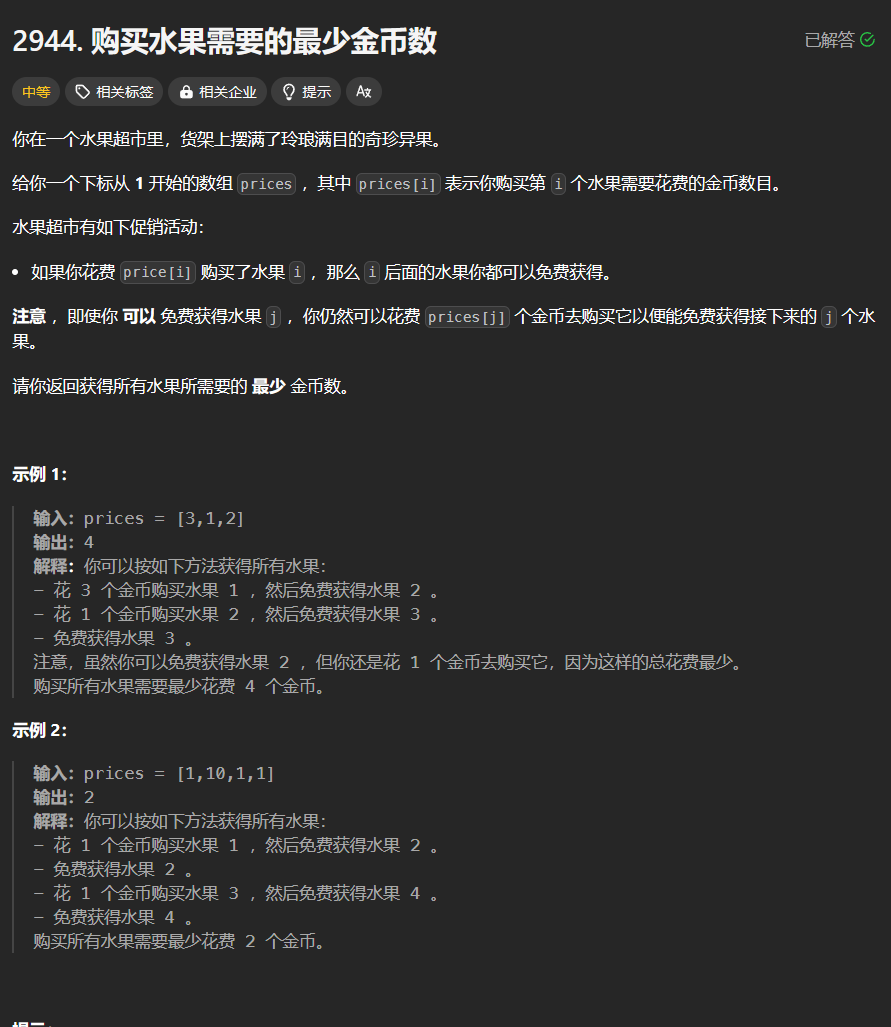 2944. 购买水果需要的最少金币数
已解答
中等 相关标签 相关企业 提示 Aあ
你在一个水果超市里，货架上摆满了玲琅满目的奇珍异果。
给你一个下标从 1 开始的数组 prices ，其中 prices[i] 表示你购买第 i 个水果需要花费的金币数目。
水果超市有如下促销活动：
• 如果你花费 price[i] 购买了水果 i ，那么 i 后面的水果你都可以免费获得。
注意 ，即使你 可以 免费获得水果 j ，你仍然可以花费 prices[j] 个金币去购买它以便能免费获得接下来的 j 个水
果。
请你返回获得所有水果所需要的 最少 金币数。
示例 1：
输入：prices = [3,1,2]
输出：4
解释：你可以按如下方法获得所有水果：
- 花 3 个金币购买水果 1 ，然后免费获得水果 2 。
- 花 1 个金币购买水果 2 ，然后免费获得水果 3 。
- 免费获得水果 3 。
注意，虽然你可以免费获得水果 2 ，但你还是花 1 个金币去购买它，因为这样的总花费最少。
购买所有水果需要最少花费 4 个金币。
示例 2：
输入：prices = [1,10,1,1]
输出：2
解释：你可以按如下方法获得所有水果：
- 花 1 个金币购买水果 1 ，然后免费获得水果 2 。
- 免费获得水果 2 。
- 花 1 个金币购买水果 3 ，然后免费获得水果 4 。
- 免费获得水果 4 。
购买所有水果需要最少花费 2 个金币。